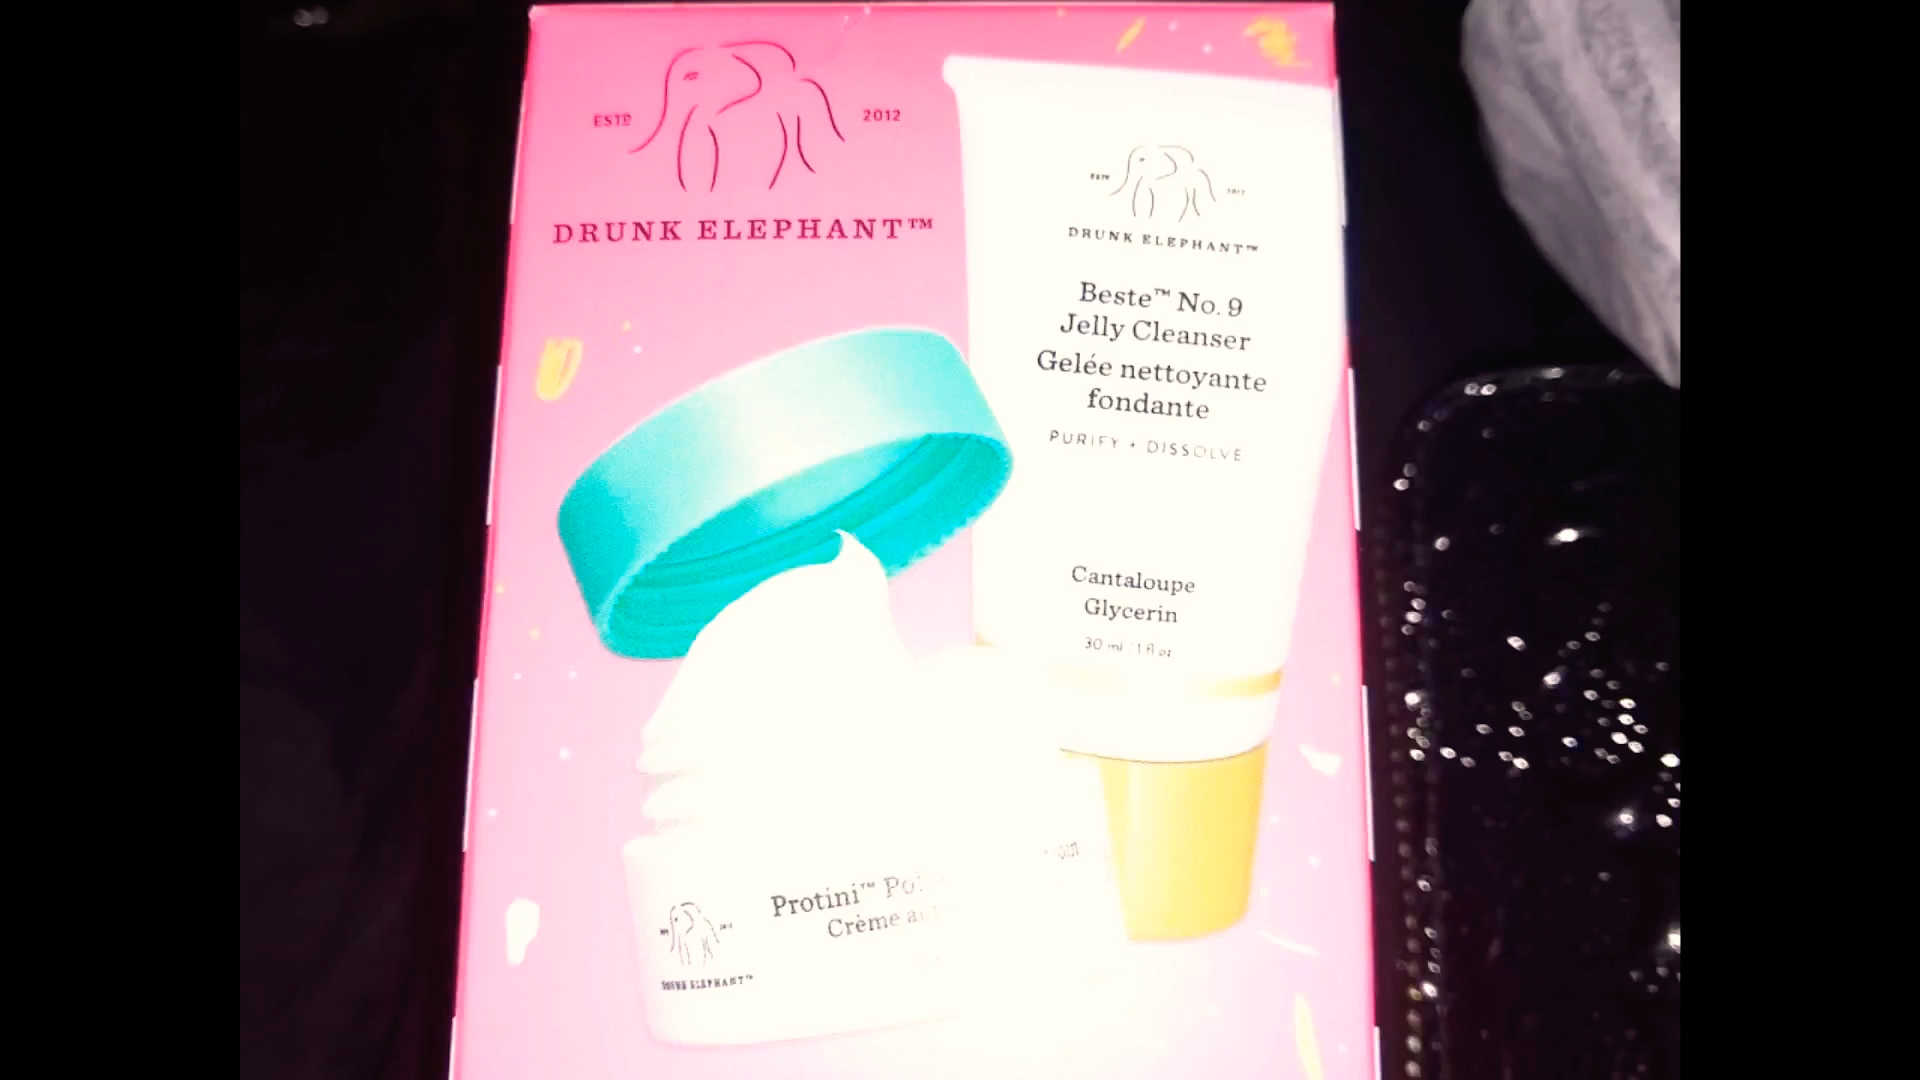 ESTD 2012
DRUNK ELEPHANT™
DRUNK ELEPHANT™
Beste™ No. 9
Jelly Cleanser
Gelée nettoyante
fondante
PURIFY + DISSOLVE
Cantaloupe
Glycerin
30 ml / 1 fl oz
Protini™
Crème
DRUNK ELEPHANT™